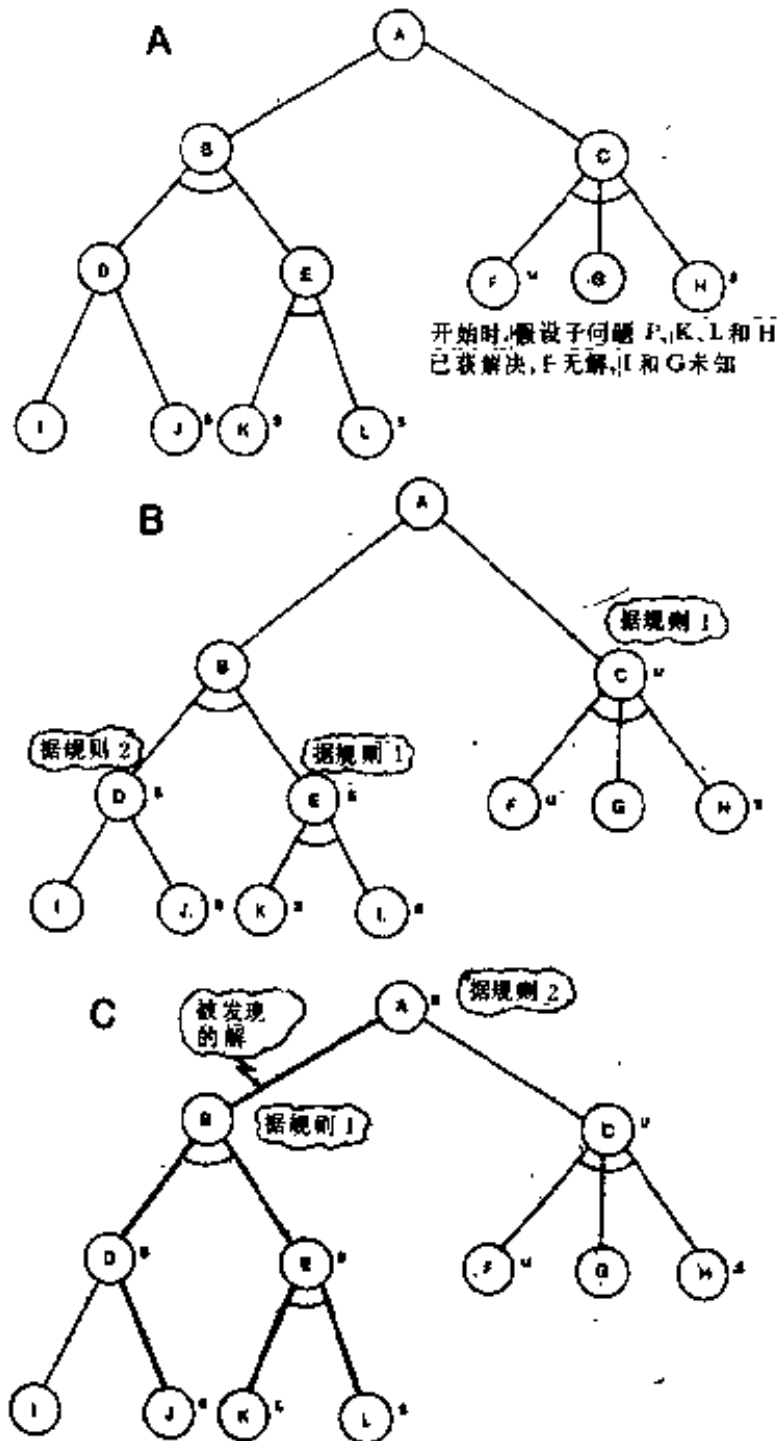 A
A
B
C
D
E
F u
G
H s
开始时,假设子问题 P、K、L和H
已获解决,F无解,I和G未知
I
J s
K s
L s
B
A
据规则 1
B
C u
据规则 2
据规则 1
D s
E s
F u
G
H s
I
J s
K s
L s
C
被发现
的解
A s
据规则 2
B
据规则 1
C u
D s
E s
F u
G
H s
I
J s
K s
L s